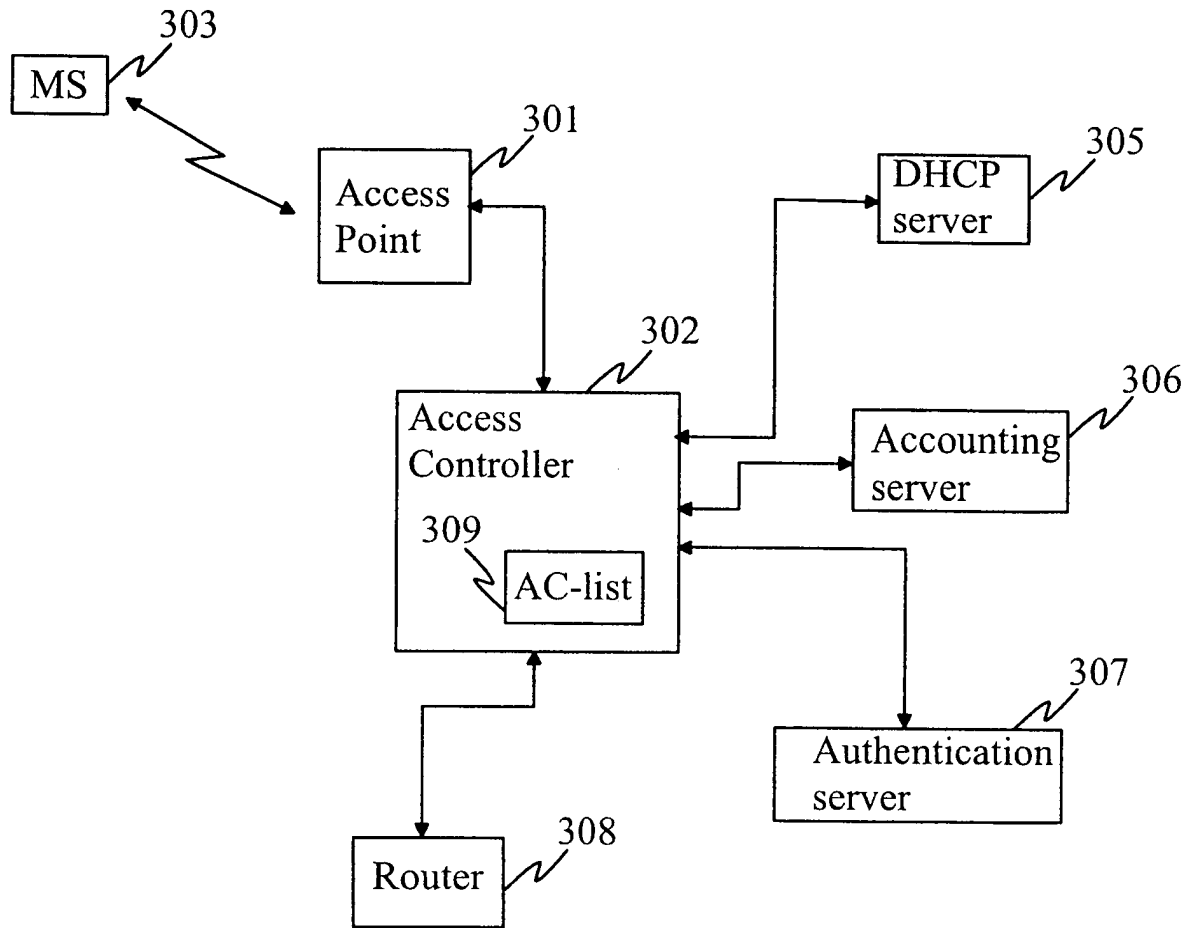 303
MS
301
Access
Point
305
DHCP
server
302
Access
Controller
306
Accounting
server
309
AC-list
307
Authentication
server
308
Router